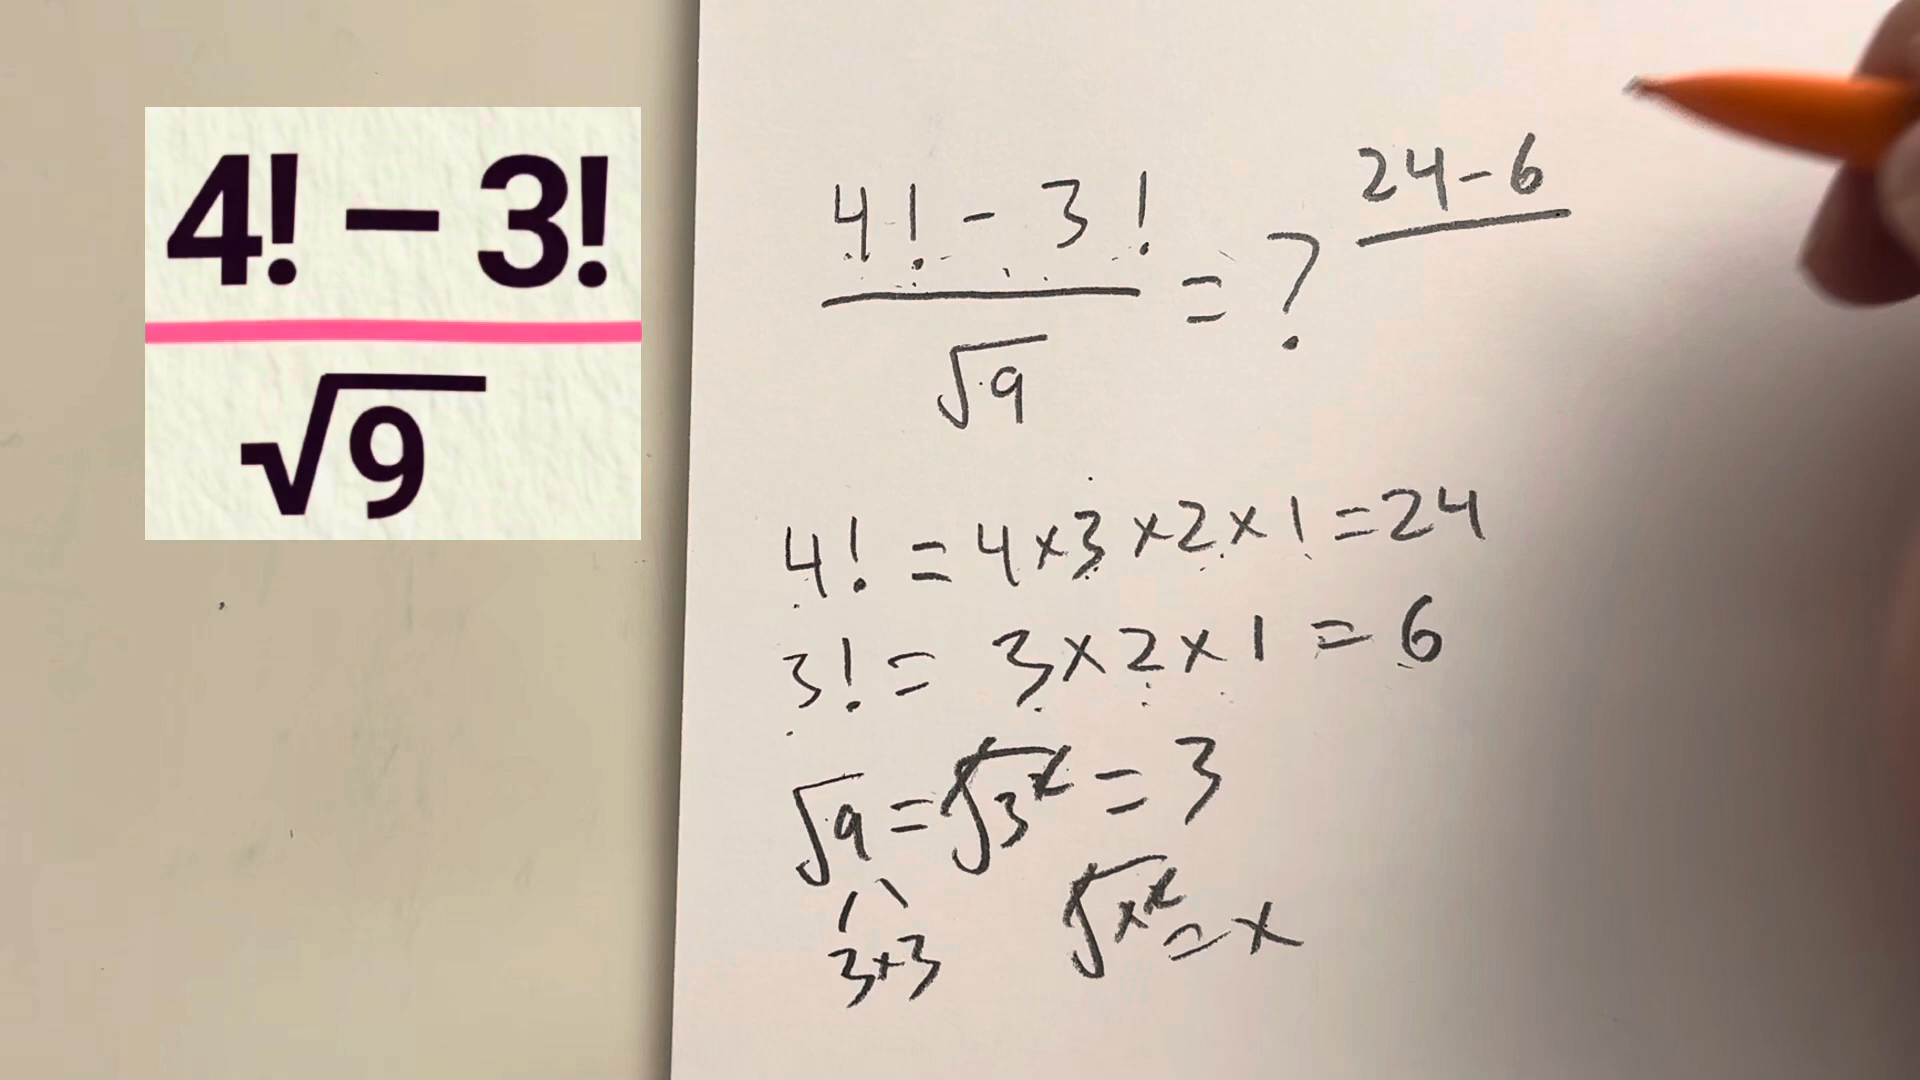 4! − 3!
√9
4! - 3!
√9
= ?
24-6
4! = 4×3×2×1=24
3! = 3×2×1 = 6
√9 = √3² = 3
3×3
√x² = x